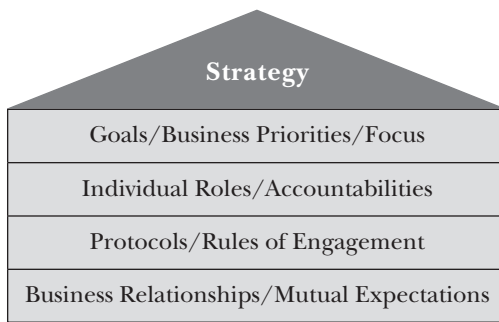 Strategy
Goals/Business Priorities/Focus
Individual Roles/Accountabilities
Protocols/Rules of Engagement
Business Relationships/Mutual Expectations